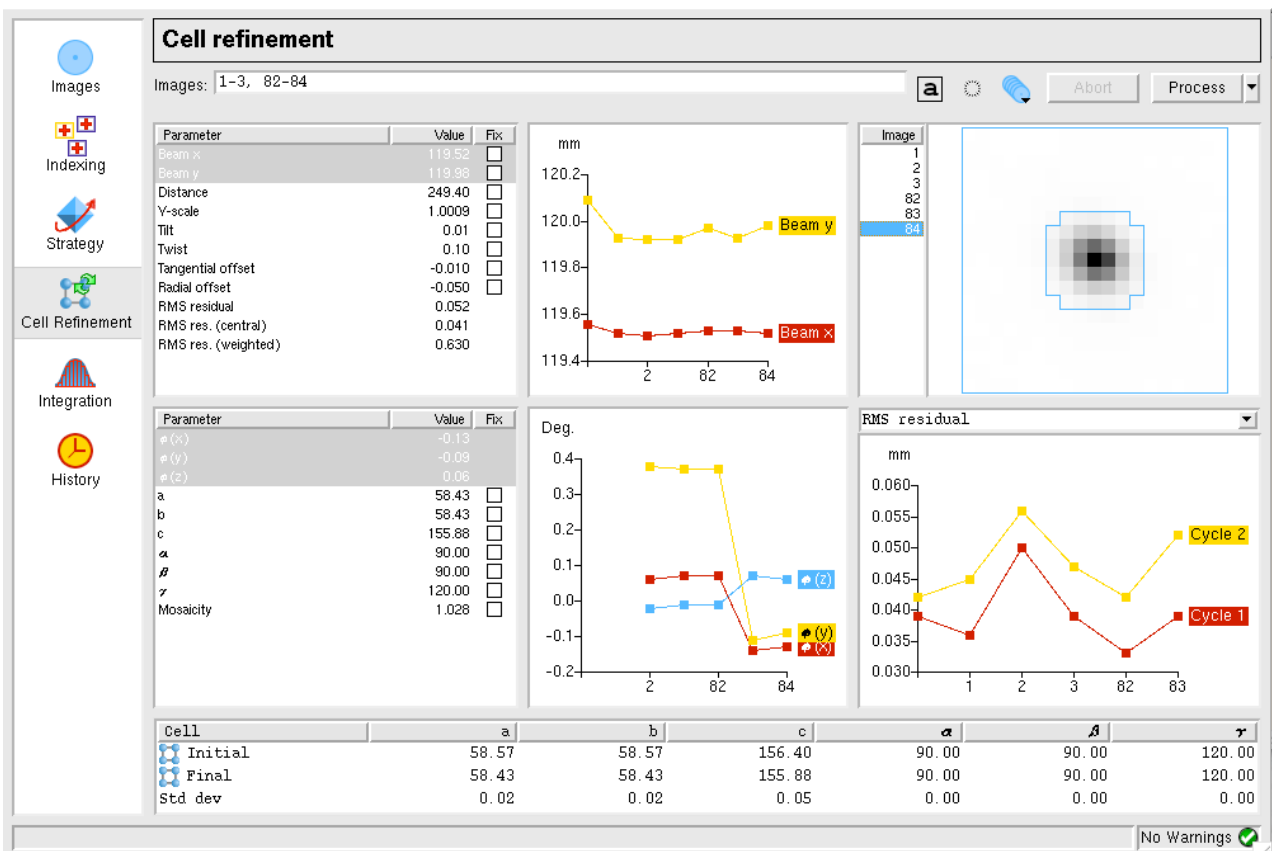 Cell refinement
Images: 1-3, 82-84
a
Abort
Process
Images
Indexing
Strategy
Cell Refinement
Integration
History
Parameter Value Fix
Beam x 119.52
Beam y 119.98
Distance 249.40
Y-scale 1.0009
Tilt 0.01
Twist 0.10
Tangential offset -0.010
Radial offset -0.050
RMS residual 0.052
RMS res. (central) 0.041
RMS res. (weighted) 0.630
mm
120.2
120.0
119.8
119.6
119.4
2 82 84
Beam y
Beam x
Image
1
2
3
82
83
84
Parameter Value Fix
ϕ(x) -0.13
ϕ(y) -0.09
ϕ(z) 0.06
a 58.43
b 58.43
c 155.88
α 90.00
β 90.00
γ 120.00
Mosaicity 1.028
Deg.
0.4
0.3
0.2
0.1
0.0
-0.1
-0.2
2 82 84
ϕ(z)
ϕ(y)
ϕ(x)
RMS residual
mm
0.060
0.055
0.050
0.045
0.040
0.035
0.030
1 2 3 82 83
Cycle 2
Cycle 1
Cell a b c α β γ
Initial 58.57 58.57 156.40 90.00 90.00 120.00
Final 58.43 58.43 155.88 90.00 90.00 120.00
Std dev 0.02 0.02 0.05 0.00 0.00 0.00
No Warnings